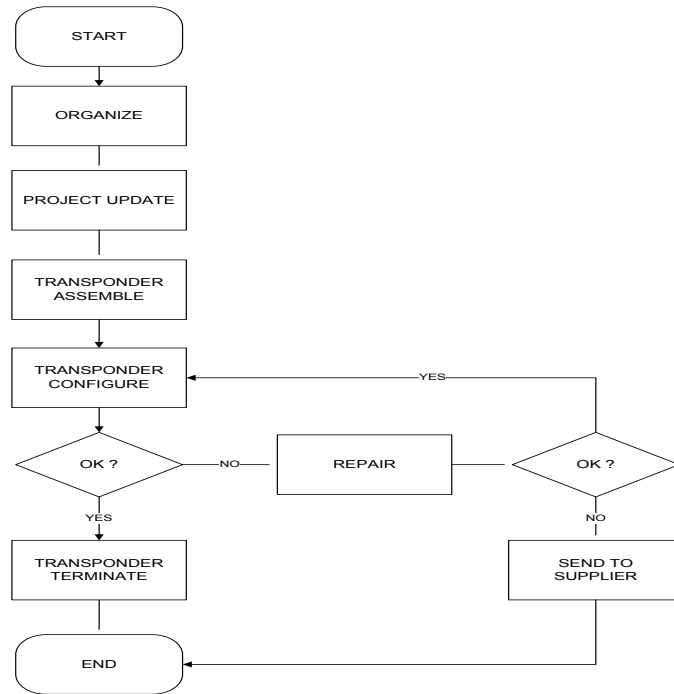 START
ORGANIZE
PROJECT UPDATE
TRANSPONDER
ASSEMBLE
TRANSPONDER
CONFIGURE
YES
OK ?
NO
REPAIR
OK ?
YES
NO
TRANSPONDER
TERMINATE
SEND TO
SUPPLIER
END